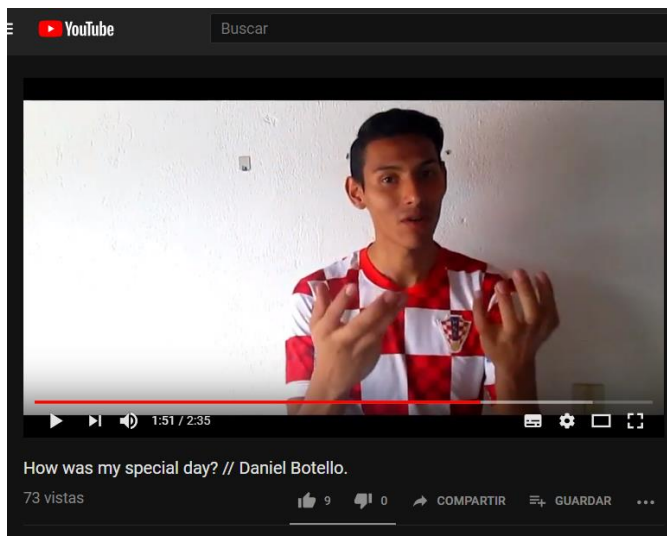 YouTube
Buscar
1:51 / 2:35
How was my special day? // Daniel Botello.
73 vistas
9
0
COMPARTIR
GUARDAR